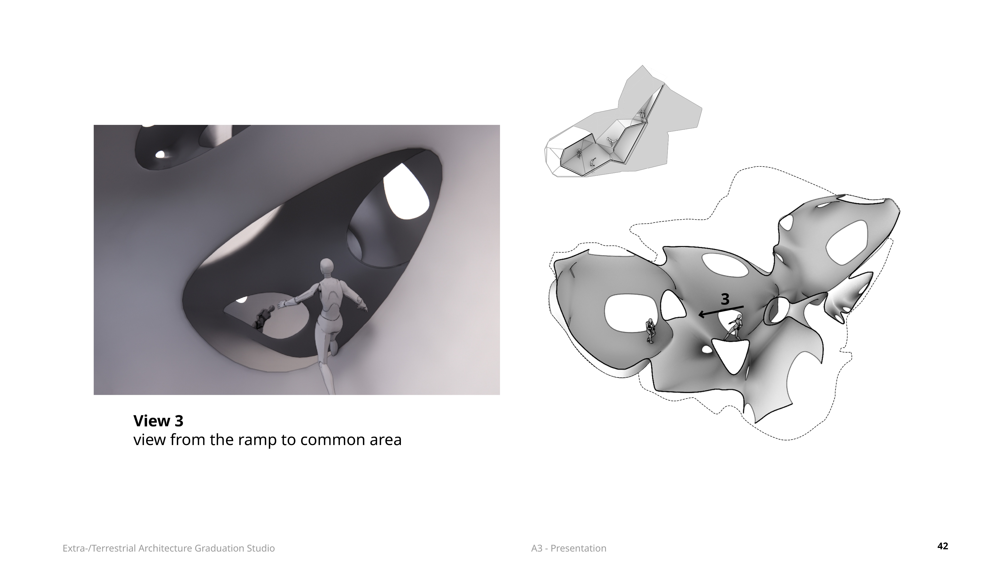 3
View 3
view from the ramp to common area
Extra-/Terrestrial Architecture Graduation Studio
A3 - Presentation
42